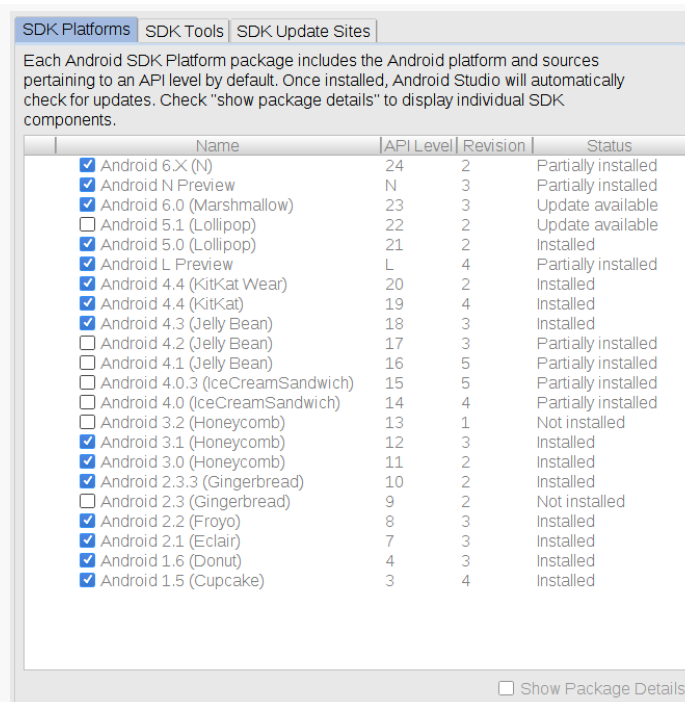 SDK Platforms SDK Tools SDK Update Sites
Each Android SDK Platform package includes the Android platform and sources
pertaining to an API level by default. Once installed, Android Studio will automatically
check for updates. Check "show package details" to display individual SDK
components.
Name API Level Revision Status
Android 6.X (N) 24 2 Partially installed
Android N Preview N 3 Partially installed
Android 6.0 (Marshmallow) 23 3 Update available
Android 5.1 (Lollipop) 22 2 Update available
Android 5.0 (Lollipop) 21 2 Installed
Android L Preview L 4 Partially installed
Android 4.4 (KitKat Wear) 20 2 Installed
Android 4.4 (KitKat) 19 4 Installed
Android 4.3 (Jelly Bean) 18 3 Installed
Android 4.2 (Jelly Bean) 17 3 Partially installed
Android 4.1 (Jelly Bean) 16 5 Partially installed
Android 4.0.3 (IceCreamSandwich) 15 5 Partially installed
Android 4.0 (IceCreamSandwich) 14 4 Partially installed
Android 3.2 (Honeycomb) 13 1 Not installed
Android 3.1 (Honeycomb) 12 3 Installed
Android 3.0 (Honeycomb) 11 2 Installed
Android 2.3.3 (Gingerbread) 10 2 Installed
Android 2.3 (Gingerbread) 9 2 Not installed
Android 2.2 (Froyo) 8 3 Installed
Android 2.1 (Eclair) 7 3 Installed
Android 1.6 (Donut) 4 3 Installed
Android 1.5 (Cupcake) 3 4 Installed
Show Package Details